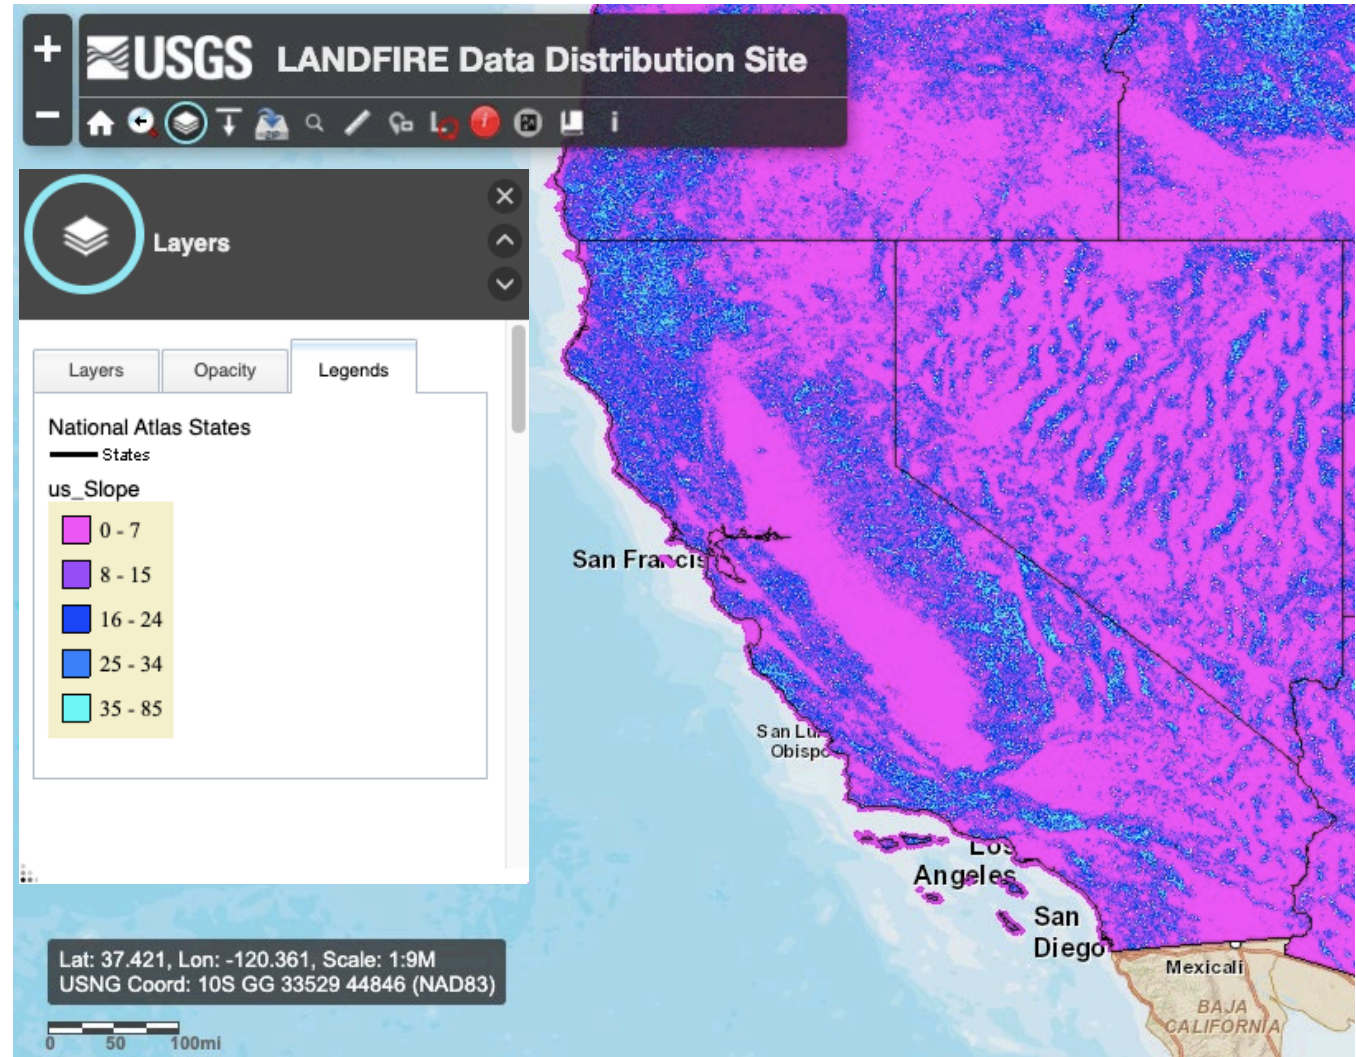 USGS LANDFIRE Data Distribution Site
Layers
Layers Opacity Legends
National Atlas States
States
us_Slope
0 - 7
8 - 15
16 - 24
25 - 34
35 - 85
San Francis
San Lu
Obispo
Los
Angeles
San
Diego
Mexicali
BAJA
CALIFORNIA
Lat: 37.421, Lon: -120.361, Scale: 1:9M
USNG Coord: 10S GG 33529 44846 (NAD83)
0 50 100mi